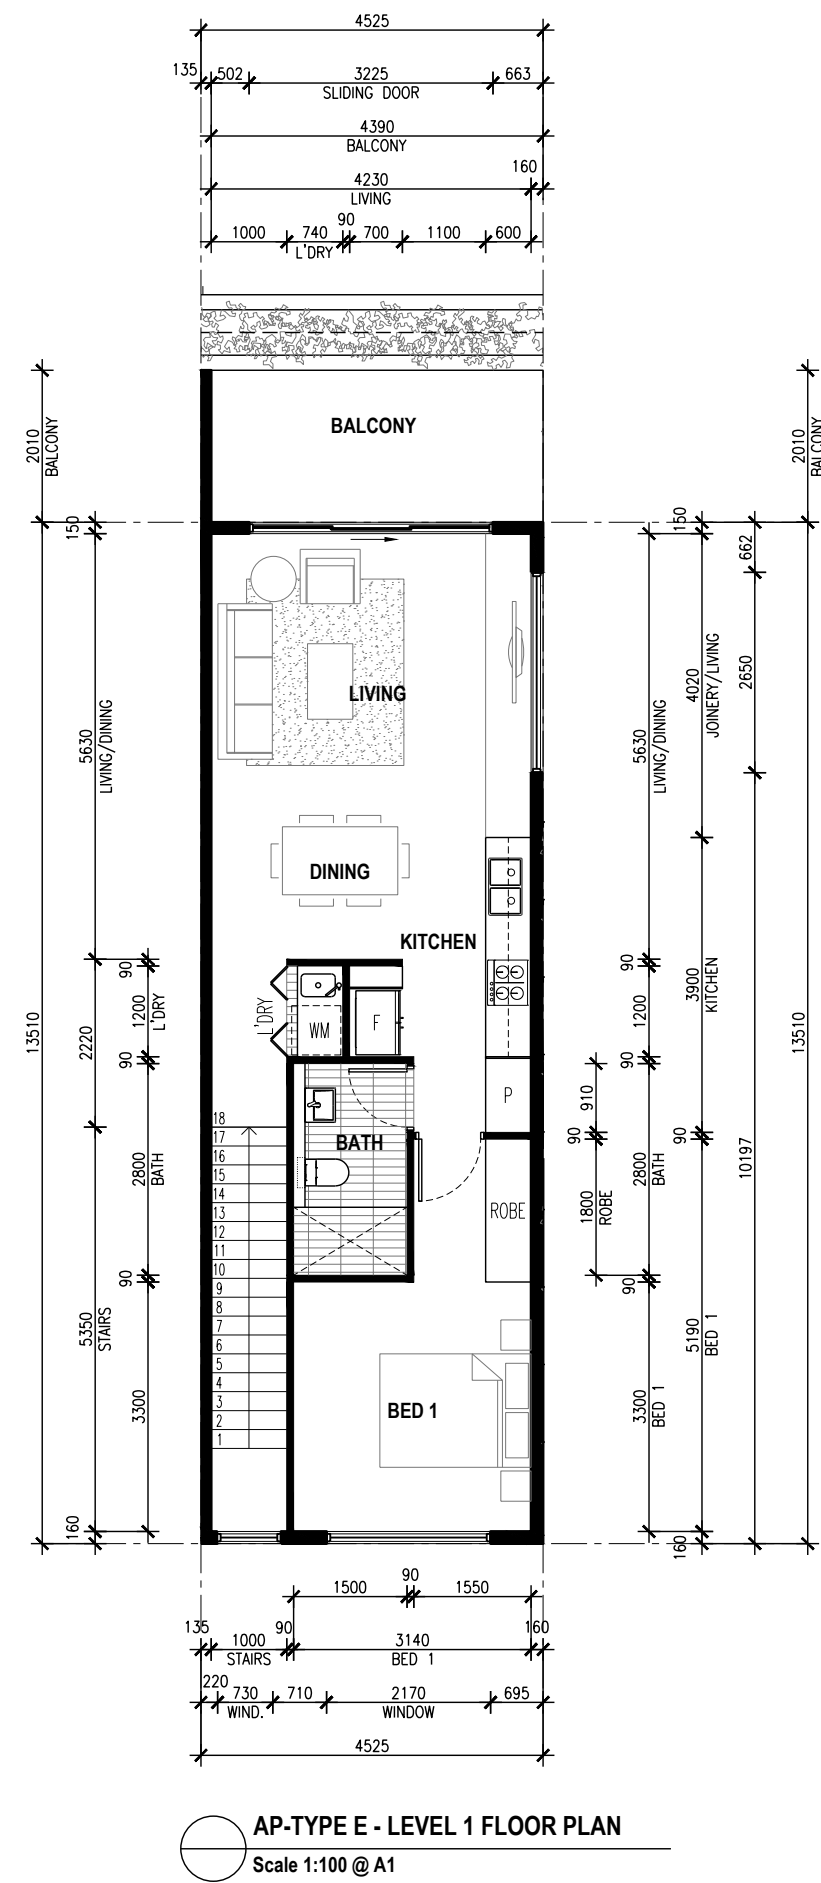 4525
135 502 3225 663
SLIDING DOOR
4390
BALCONY
160
4230
LIVING
90
1000 740 700 1100 600
L'DRY
BALCONY
2010
BALCONY
2010
BALCONY
150
150
662
LIVING
5630
LIVING/DINING
5630
LIVING/DINING
4020
JOINERY/LIVING
2650
DINING
KITCHEN
90
1200
L'DRY
90
2220
13510
L'DRY
WM
F
P
90
1200
90
3900
KITCHEN
910
90
90
13510
10197
BATH
ROBE
18
17
16
15
14
13
12
11
10
9
8
7
6
5
4
3
2
1
2800
BATH
90
5350
STAIRS
3300
160
2800
BATH
1800
ROBE
90
5190
BED 1
3300
BED 1
160
BED 1
90
1500 1550
135 90 160
1000 3140
STAIRS BED 1
220
730 710 2170 695
WIND. WINDOW
4525
AP-TYPE E - LEVEL 1 FLOOR PLAN
Scale 1:100 @ A1